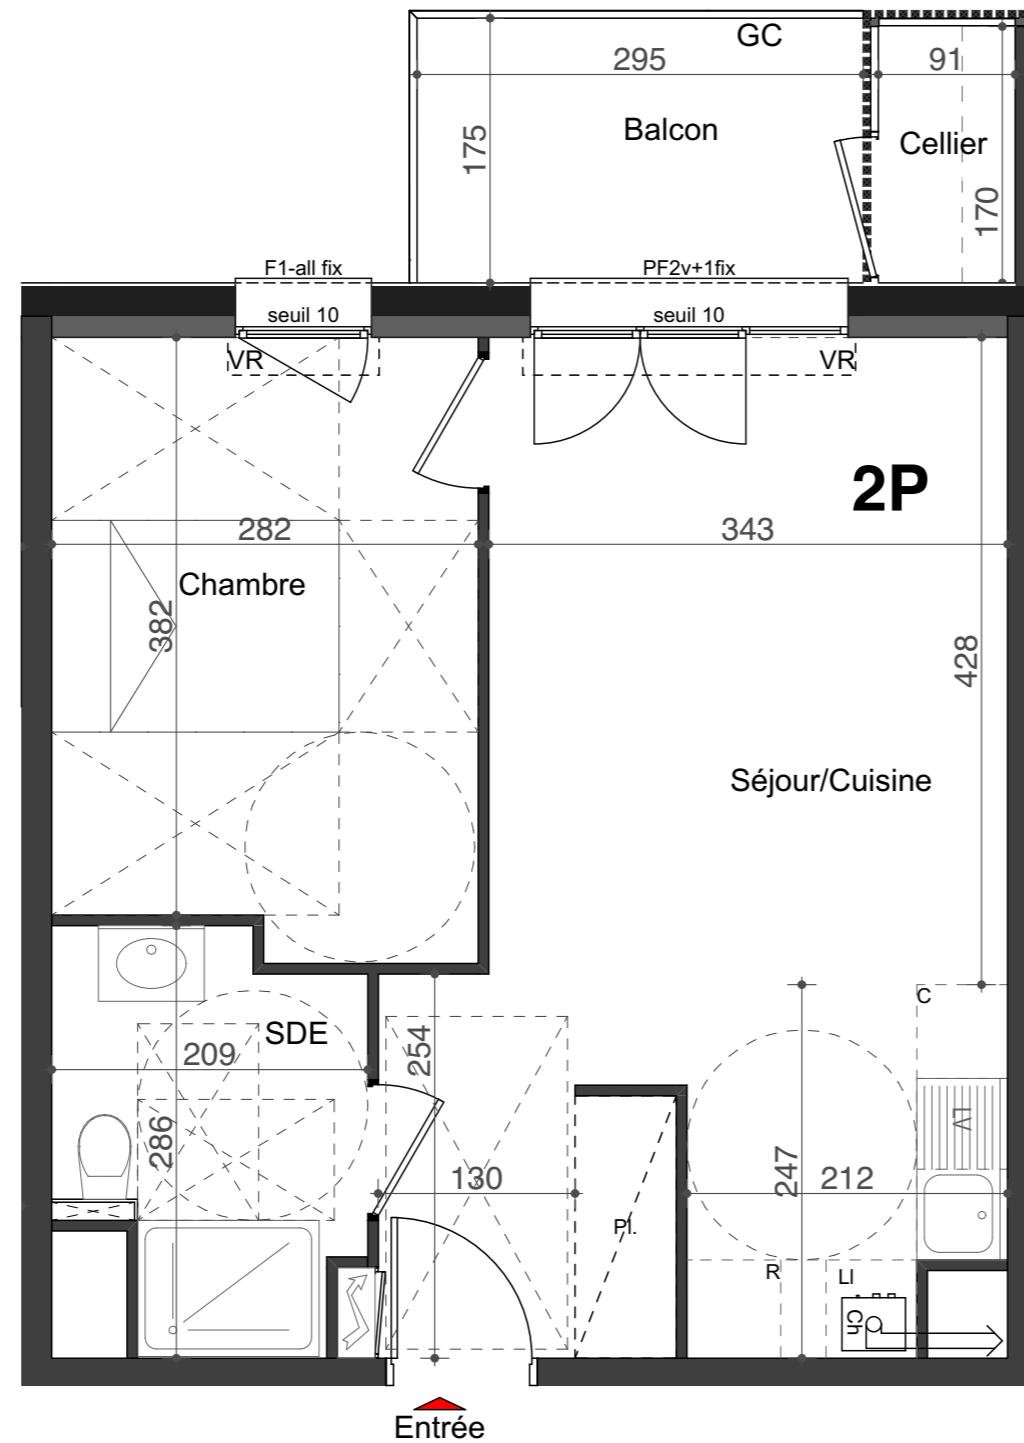 GC
295
91
175
Balcon
Cellier
170
F1-all fix
PF2v+1fix
seuil 10
seuil 10
VR
VR
2P
282
343
Chambre
382
428
Séjour/Cuisine
C
SDE
209
254
LV
286
130
247
212
Pl.
R
LI
Ch
Entrée